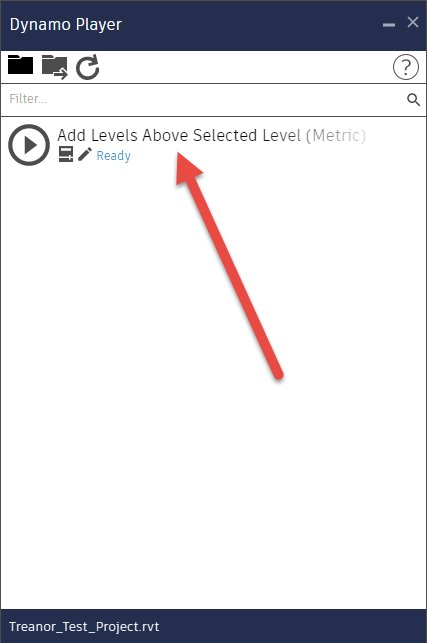 Dynamo Player
?
Filter...
Add Levels Above Selected Level (Metric)
Ready
Treanor_Test_Project.rvt